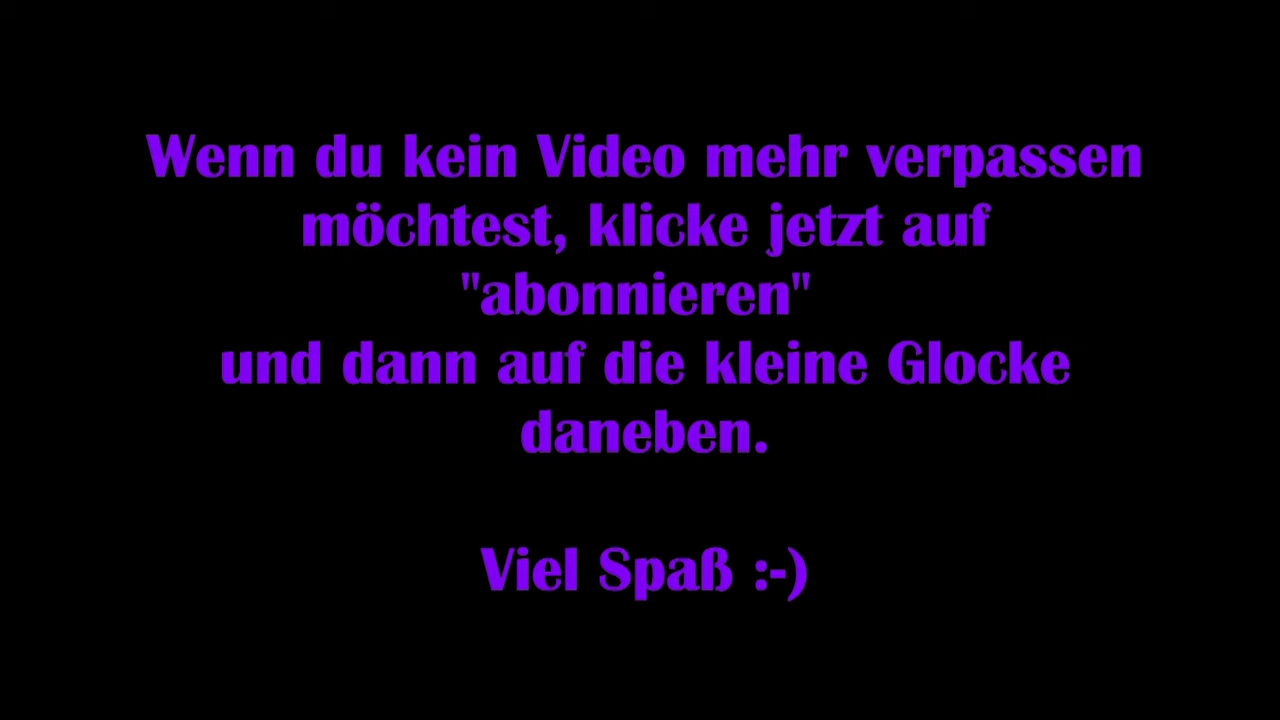 Wenn du kein Video mehr verpassen
möchtest, klicke jetzt auf
"abonnieren"
und dann auf die kleine Glocke
daneben.
Viel Spaß :-)